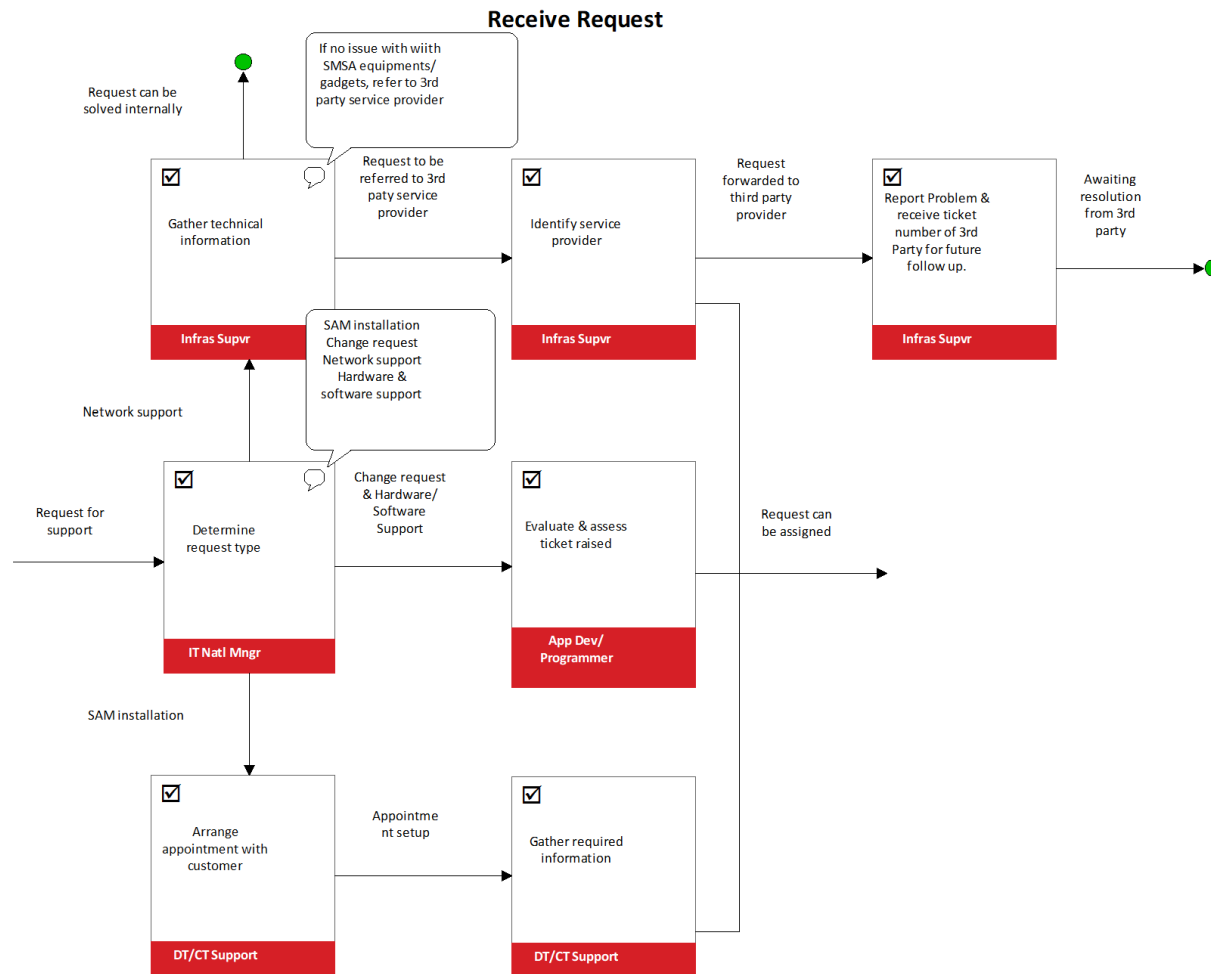 Receive Request
If no issue with wiith
SMSA equipments/
gadgets, refer to 3rd
party service provider
Request can be
solved internally
Request to be
referred to 3rd
paty service
provider
Request
forwarded to
third party
provider
Awaiting
resolution
from 3rd
party
Gather technical
information
Identify service
provider
Report Problem &
receive ticket
number of 3rd
Party for future
follow up.
Infras Supvr
Infras Supvr
Infras Supvr
SAM installation
Change request
Network support
Hardware &
software support
Network support
Request for
support
Determine
request type
Change request
& Hardware/
Software
Support
Evaluate & assess
ticket raised
Request can
be assigned
IT Natl Mngr
App Dev/
Programmer
SAM installation
Arrange
appointment with
customer
Appointme
nt setup
Gather required
information
DT/CT Support
DT/CT Support